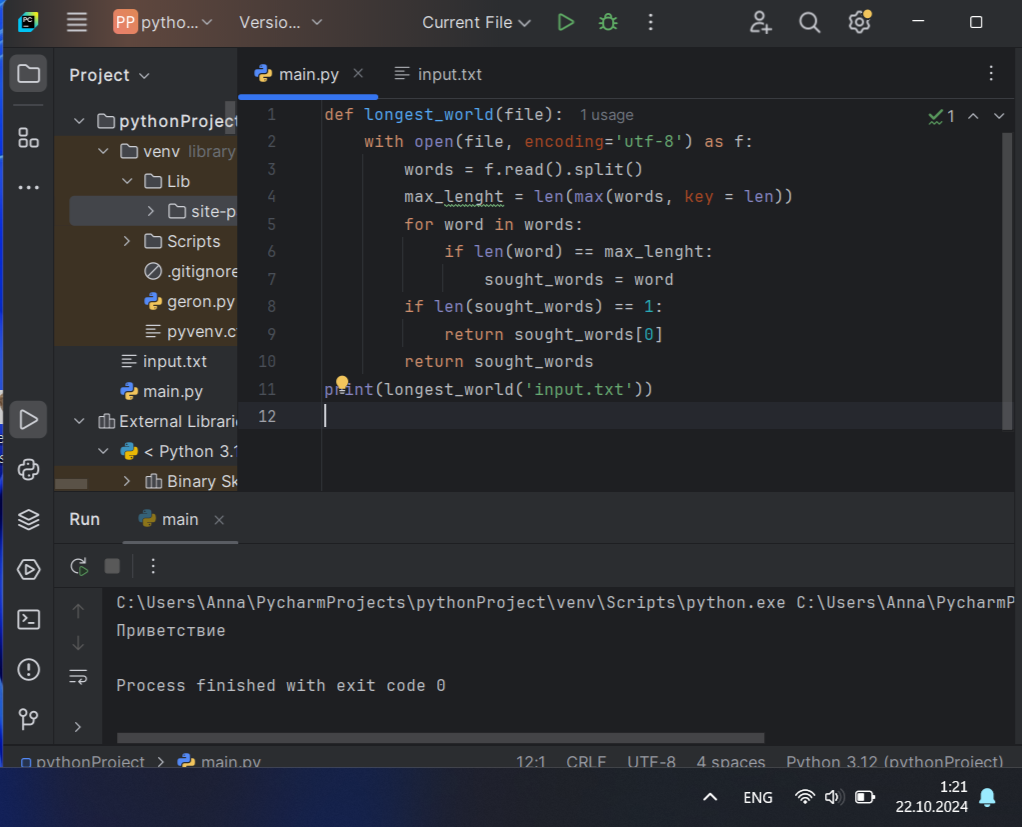 PC
PP pytho... Versio... Current File
Project
main.py
input.txt
pythonProject
venv library
Lib
site-p
Scripts
.gitignore
geron.py
pyvenv.c
input.txt
main.py
External Librari
< Python 3.1
Binary Sk
1 def longest_world(file): 1 usage
1
2 with open(file, encoding='utf-8') as f:
3 words = f.read().split()
4 max_lenght = len(max(words, key = len))
5 for word in words:
6 if len(word) == max_lenght:
7 sought_words = word
8 if len(sought_words) == 1:
9 return sought_words[0]
10 return sought_words
11 print(longest_world('input.txt'))
12
Run main
C:\Users\Anna\PycharmProjects\pythonProject\venv\Scripts\python.exe C:\Users\Anna\PycharmP
Приветствие
Process finished with exit code 0
pythonProject > main.py 12:1 CRLF UTF-8 4 spaces Python 3.12 (pythonProject)
ENG
1:21
22.10.2024